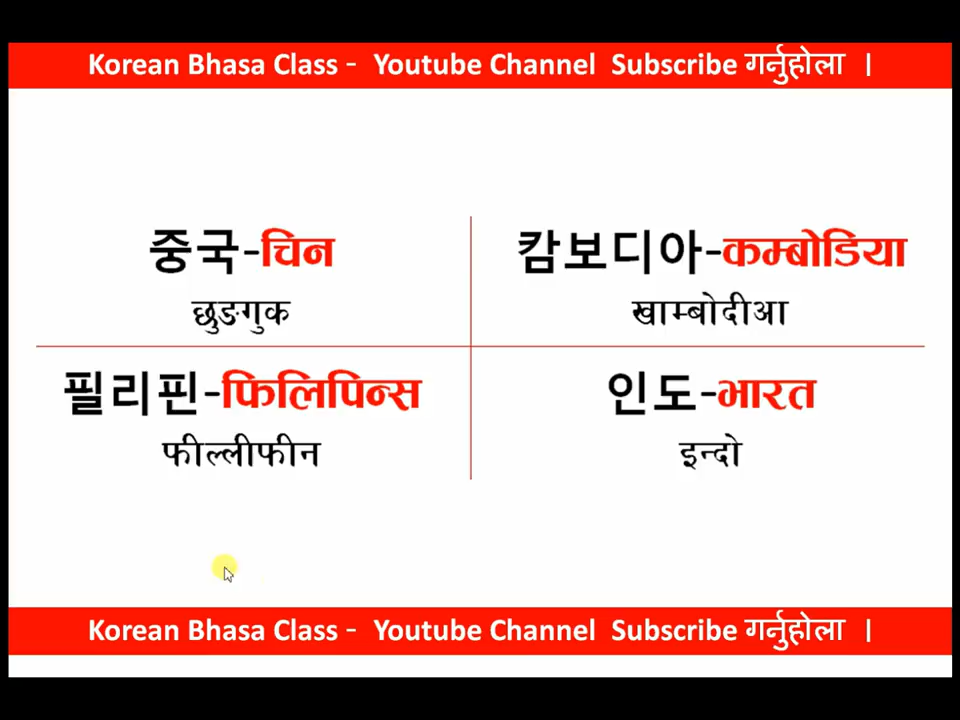 Korean Bhasa Class - Youtube Channel Subscribe गर्नुहोला ।
중국-चिन
छुङगुक
캄보디아-कम्बोडिया
खाम्बोदीआ
필리핀-फिलिपिन्स
फील्लीफीन
인도-भारत
इन्दो
Korean Bhasa Class - Youtube Channel Subscribe गर्नुहोला ।